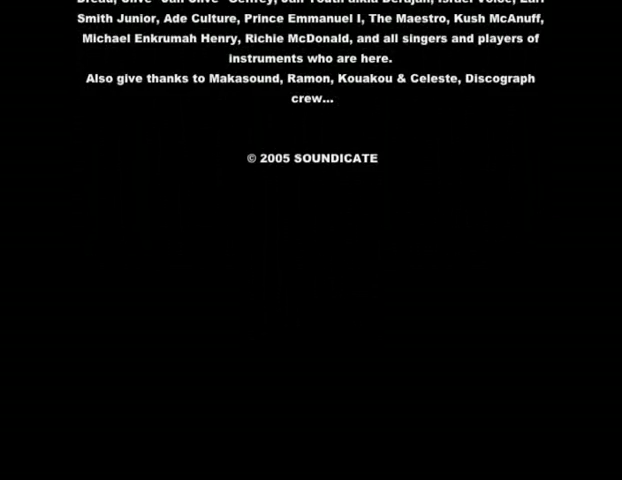 Smith Junior, Ade Culture, Prince Emmanuel I, The Maestro, Kush McAnuff,
Michael Enkrumah Henry, Richie McDonald, and all singers and players of
instruments who are here.
Also give thanks to Makasound, Ramon, Kouakou & Celeste, Discograph
crew...
© 2005 SOUNDICATE